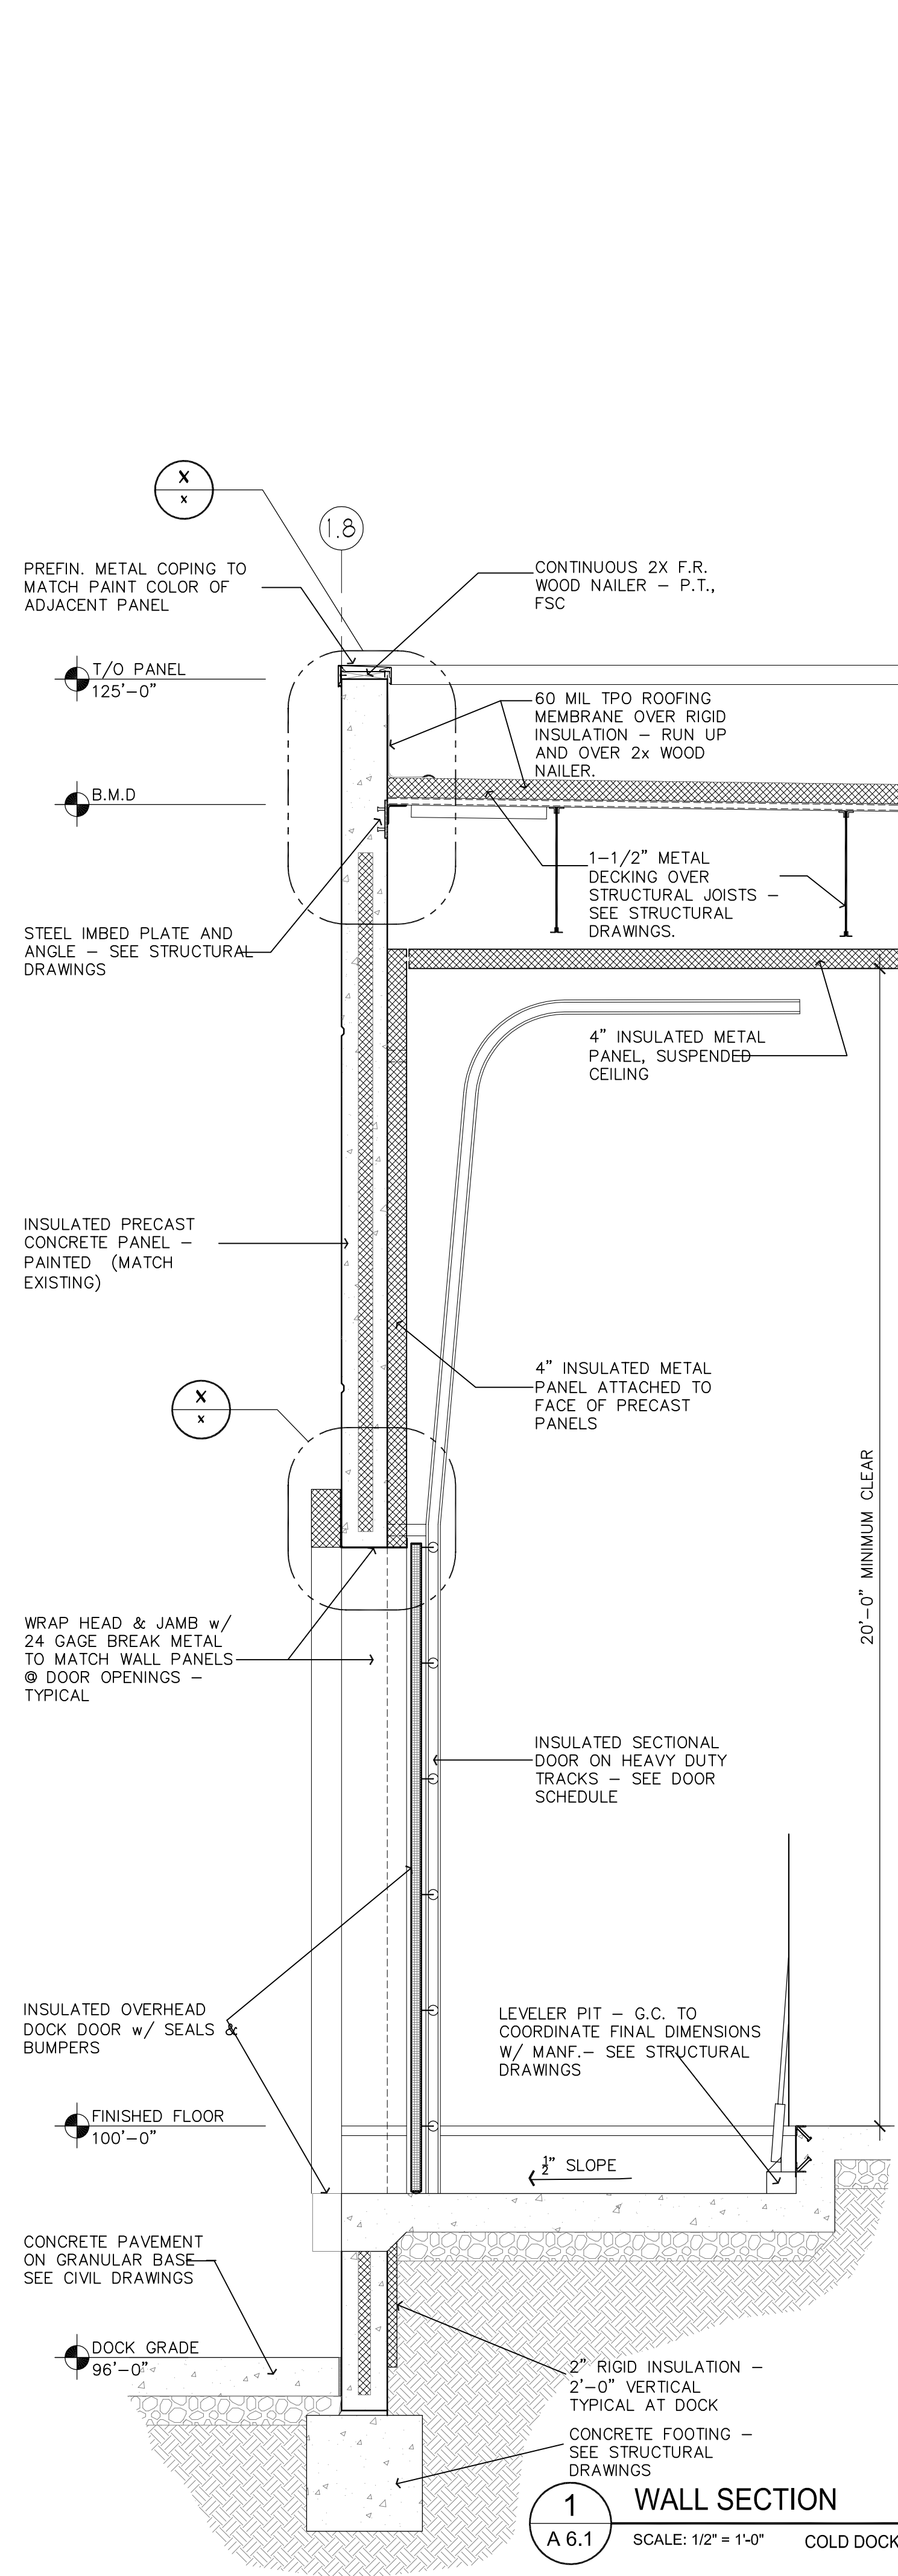 X
x
1.8
PREFIN. METAL COPING TO
MATCH PAINT COLOR OF
ADJACENT PANEL
CONTINUOUS 2X F.R.
WOOD NAILER – P.T.,
FSC
T/O PANEL
125'-0"
60 MIL TPO ROOFING
MEMBRANE OVER RIGID
INSULATION – RUN UP
AND OVER 2x WOOD
NAILER.
B.M.D
1-1/2" METAL
DECKING OVER
STRUCTURAL JOISTS –
SEE STRUCTURAL
DRAWINGS.
STEEL IMBED PLATE AND
ANGLE – SEE STRUCTURAL
DRAWINGS
4" INSULATED METAL
PANEL, SUSPENDED
CEILING
INSULATED PRECAST
CONCRETE PANEL –
PAINTED (MATCH
EXISTING)
4" INSULATED METAL
PANEL ATTACHED TO
FACE OF PRECAST
PANELS
X
x
20'-0" MINIMUM CLEAR
WRAP HEAD & JAMB w/
24 GAGE BREAK METAL
TO MATCH WALL PANELS
@ DOOR OPENINGS –
TYPICAL
INSULATED SECTIONAL
DOOR ON HEAVY DUTY
TRACKS – SEE DOOR
SCHEDULE
INSULATED OVERHEAD
DOCK DOOR w/ SEALS &
BUMPERS
LEVELER PIT – G.C. TO
COORDINATE FINAL DIMENSIONS
W/ MANF.– SEE STRUCTURAL
DRAWINGS
FINISHED FLOOR
100'-0"
½" SLOPE
CONCRETE PAVEMENT
ON GRANULAR BASE
SEE CIVIL DRAWINGS
DOCK GRADE
96'-0"
2" RIGID INSULATION –
2'-0" VERTICAL
TYPICAL AT DOCK
CONCRETE FOOTING –
SEE STRUCTURAL
DRAWINGS
1
A 6.1
WALL SECTION
SCALE: 1/2" = 1'-0" COLD DOCK